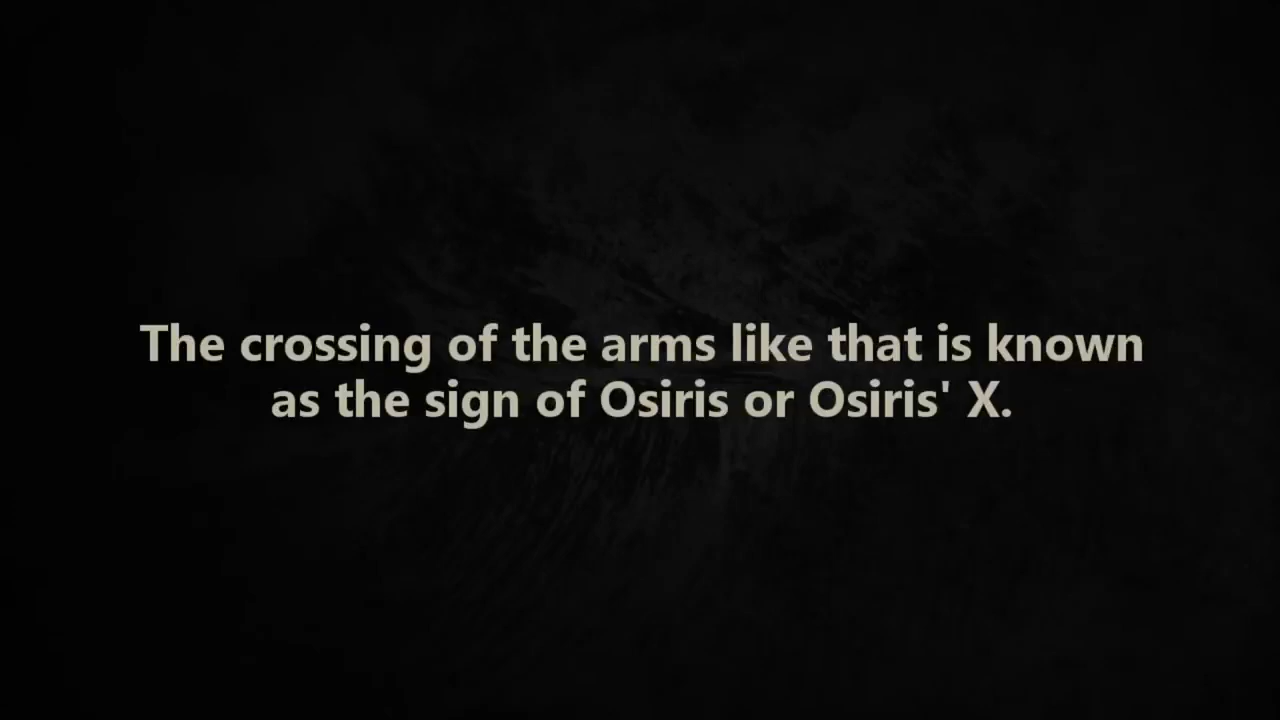 The crossing of the arms like that is known
as the sign of Osiris or Osiris' X.